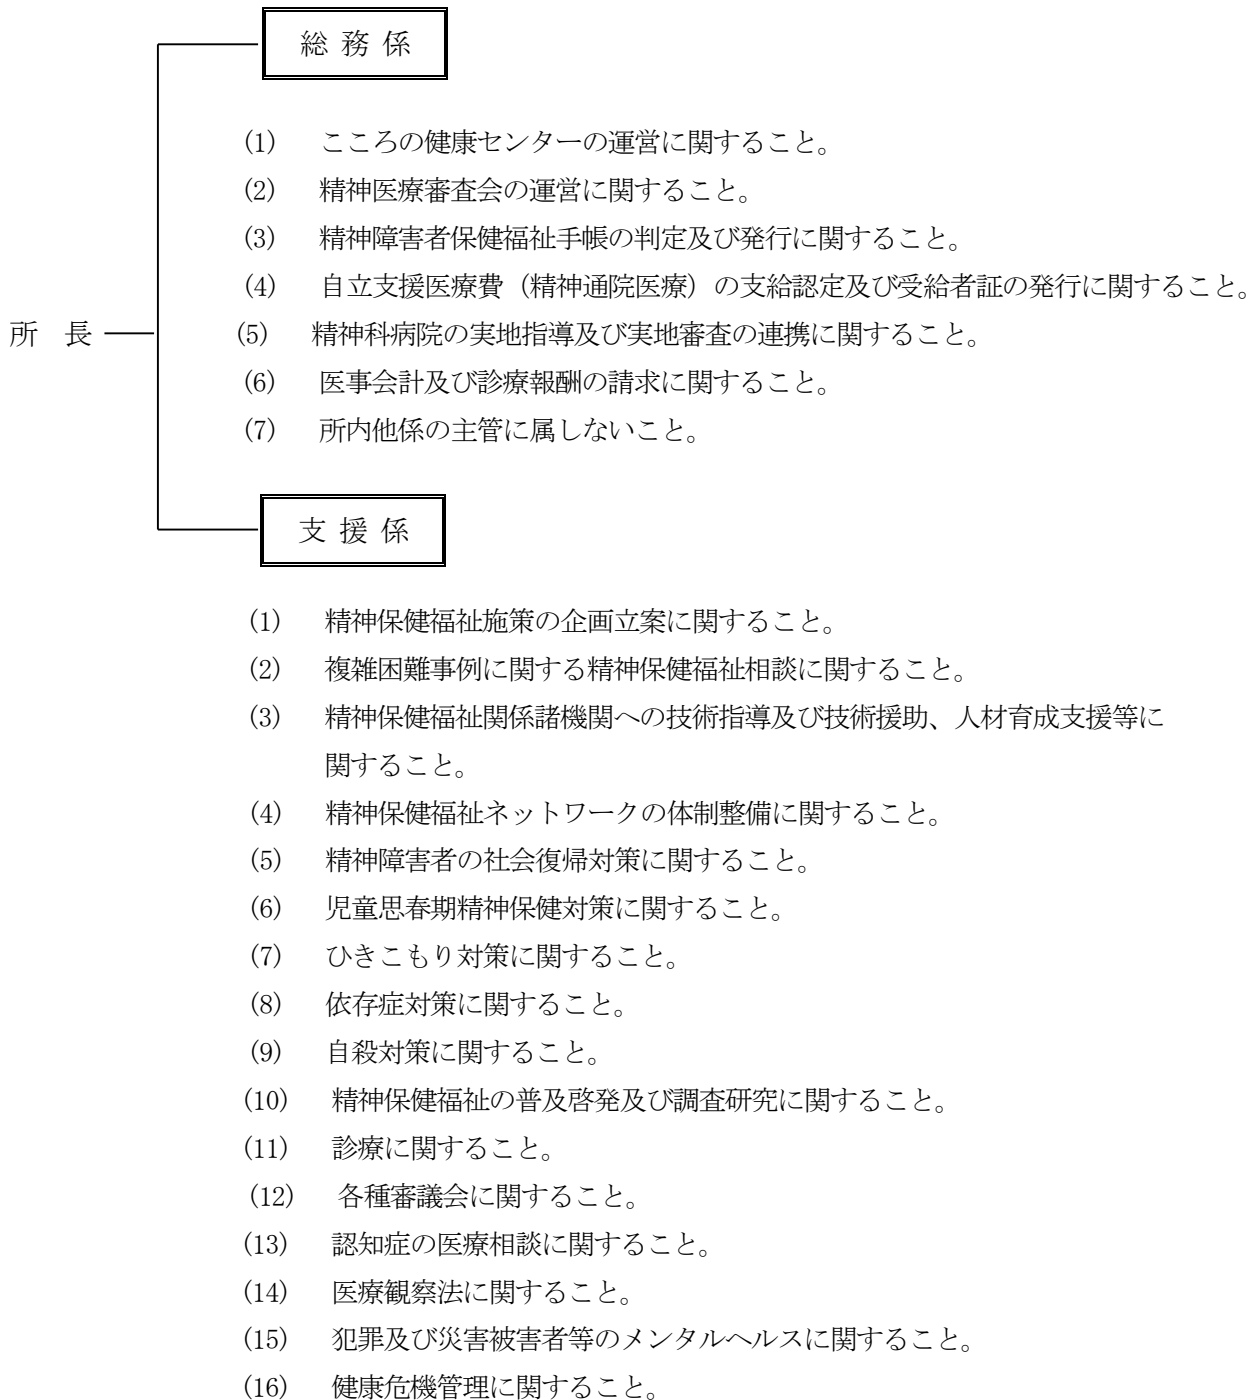 総 務 係
(1) こころの健康センターの運営に関すること。
(2) 精神医療審査会の運営に関すること。
(3) 精神障害者保健福祉手帳の判定及び発行に関すること。
(4) 自立支援医療費（精神通院医療）の支給認定及び受給者証の発行に関すること。
所 長
(5) 精神科病院の実地指導及び実地審査の連携に関すること。
(6) 医事会計及び診療報酬の請求に関すること。
(7) 所内他係の主管に属しないこと。
支 援 係
(1) 精神保健福祉施策の企画立案に関すること。
(2) 複雑困難事例に関する精神保健福祉相談に関すること。
(3) 精神保健福祉関係諸機関への技術指導及び技術援助、人材育成支援等に
関すること。
(4) 精神保健福祉ネットワークの体制整備に関すること。
(5) 精神障害者の社会復帰対策に関すること。
(6) 児童思春期精神保健対策に関すること。
(7) ひきこもり対策に関すること。
(8) 依存症対策に関すること。
(9) 自殺対策に関すること。
(10) 精神保健福祉の普及啓発及び調査研究に関すること。
(11) 診療に関すること。
(12) 各種審議会に関すること。
(13) 認知症の医療相談に関すること。
(14) 医療観察法に関すること。
(15) 犯罪及び災害被害者等のメンタルヘルスに関すること。
(16) 健康危機管理に関すること。